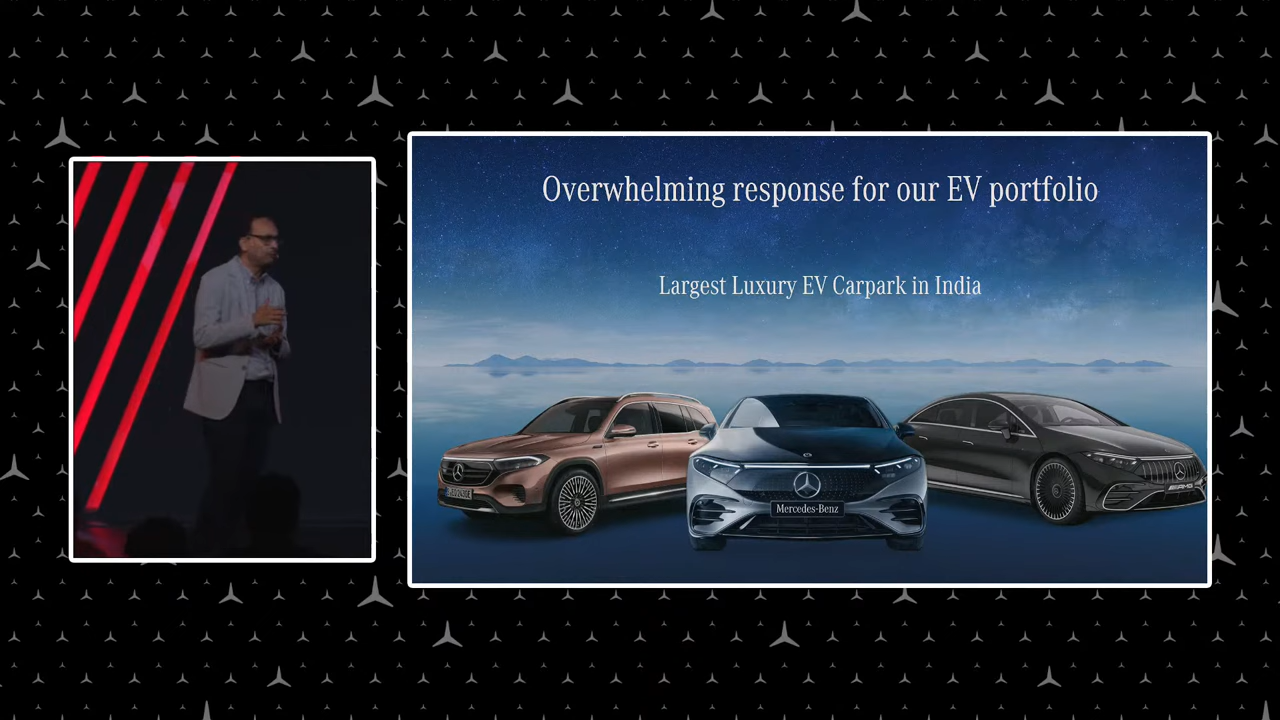 Overwhelming response for our EV portfolio
Largest Luxury EV Carpark in India
Mercedes-Benz